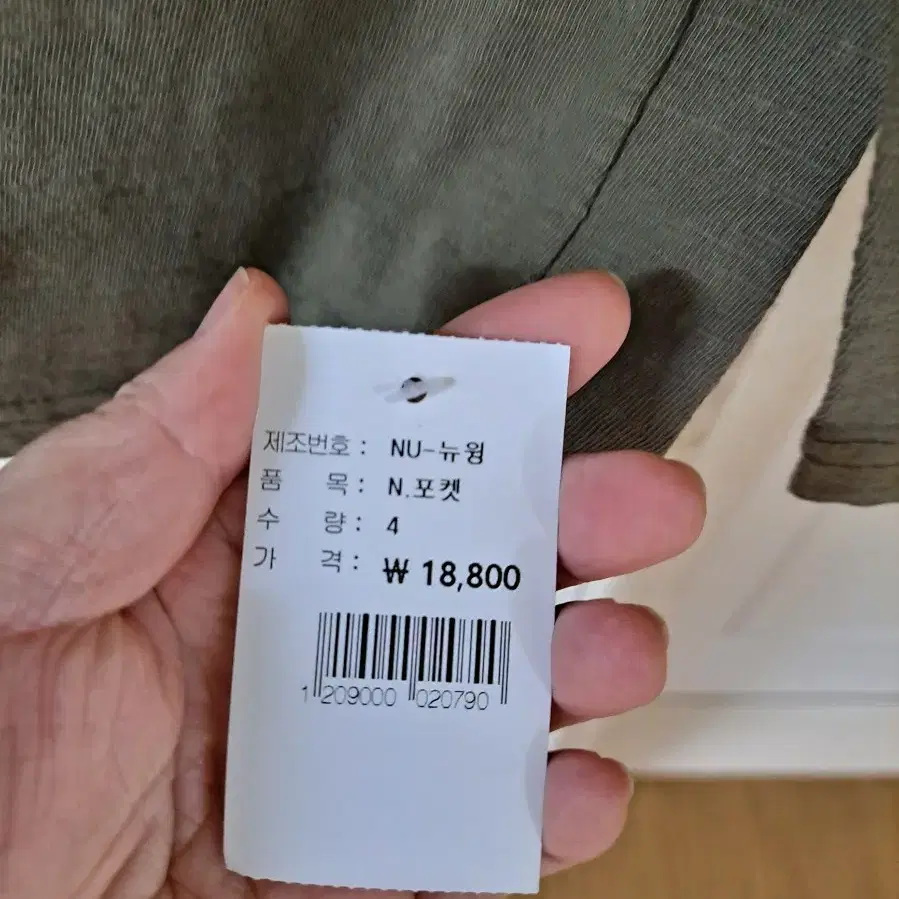 제조번호 : NU-뉴웡
품 목 : N.포켓
수 량 : 4
가 격 : ₩ 18,800
1 209000 020790